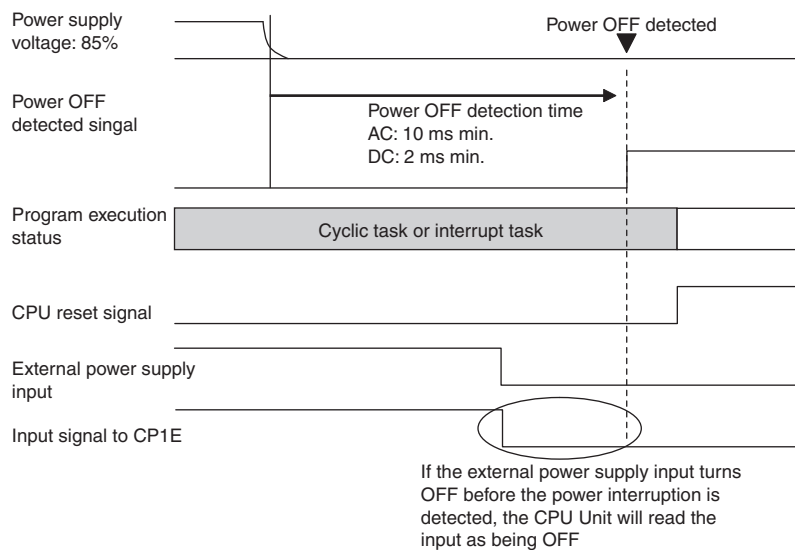 Power supply
voltage: 85%
Power OFF detected
Power OFF
detected singal
Power OFF detection time
AC: 10 ms min.
DC: 2 ms min.
Program execution
status
Cyclic task or interrupt task
CPU reset signal
External power supply
input
Input signal to CP1E
If the external power supply input turns
OFF before the power interruption is
detected, the CPU Unit will read the
input as being OFF